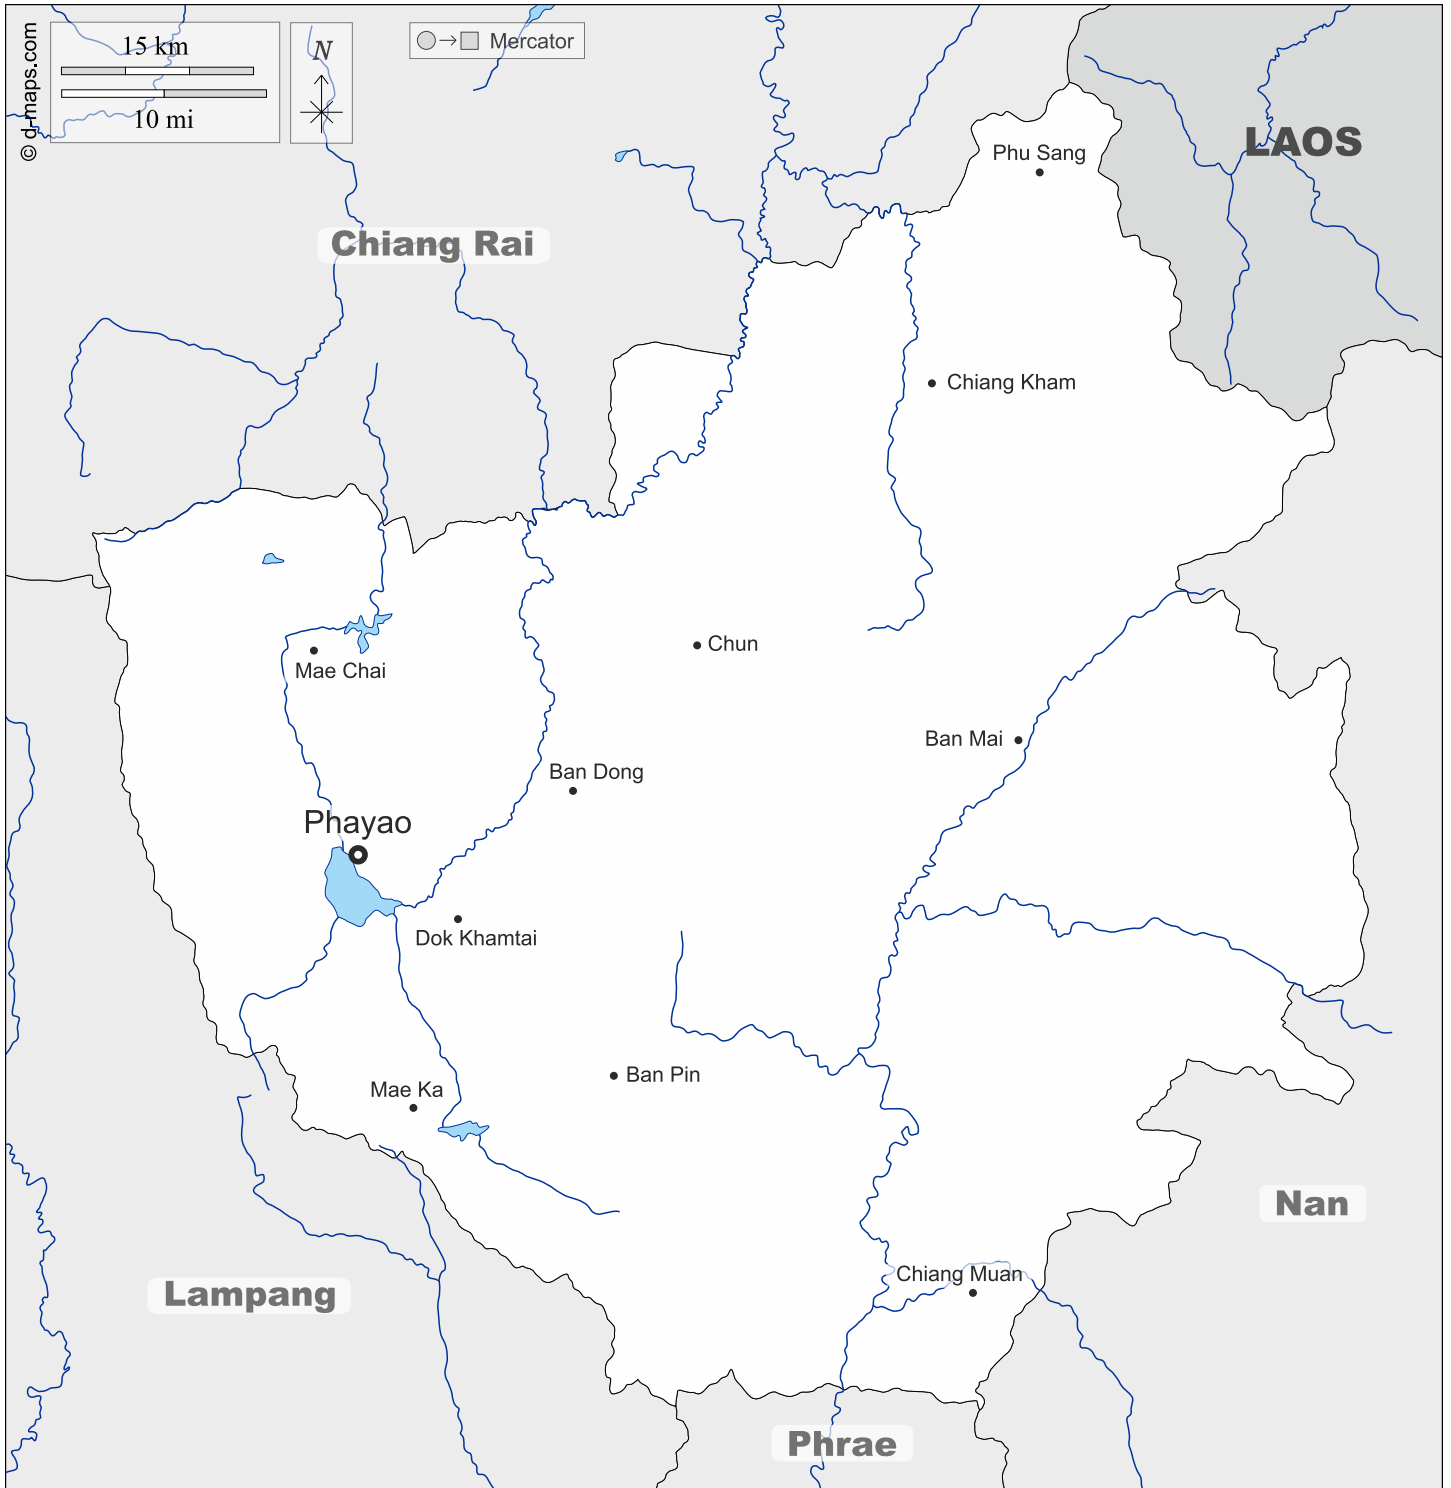 © d-maps.com
15 km
10 mi
N
Mercator
LAOS
Phu Sang
Chiang Rai
Chiang Kham
Chun
Mae Chai
Ban Mai
Ban Dong
Phayao
Dok Khamtai
Ban Pin
Mae Ka
Nan
Chiang Muan
Lampang
Phrae